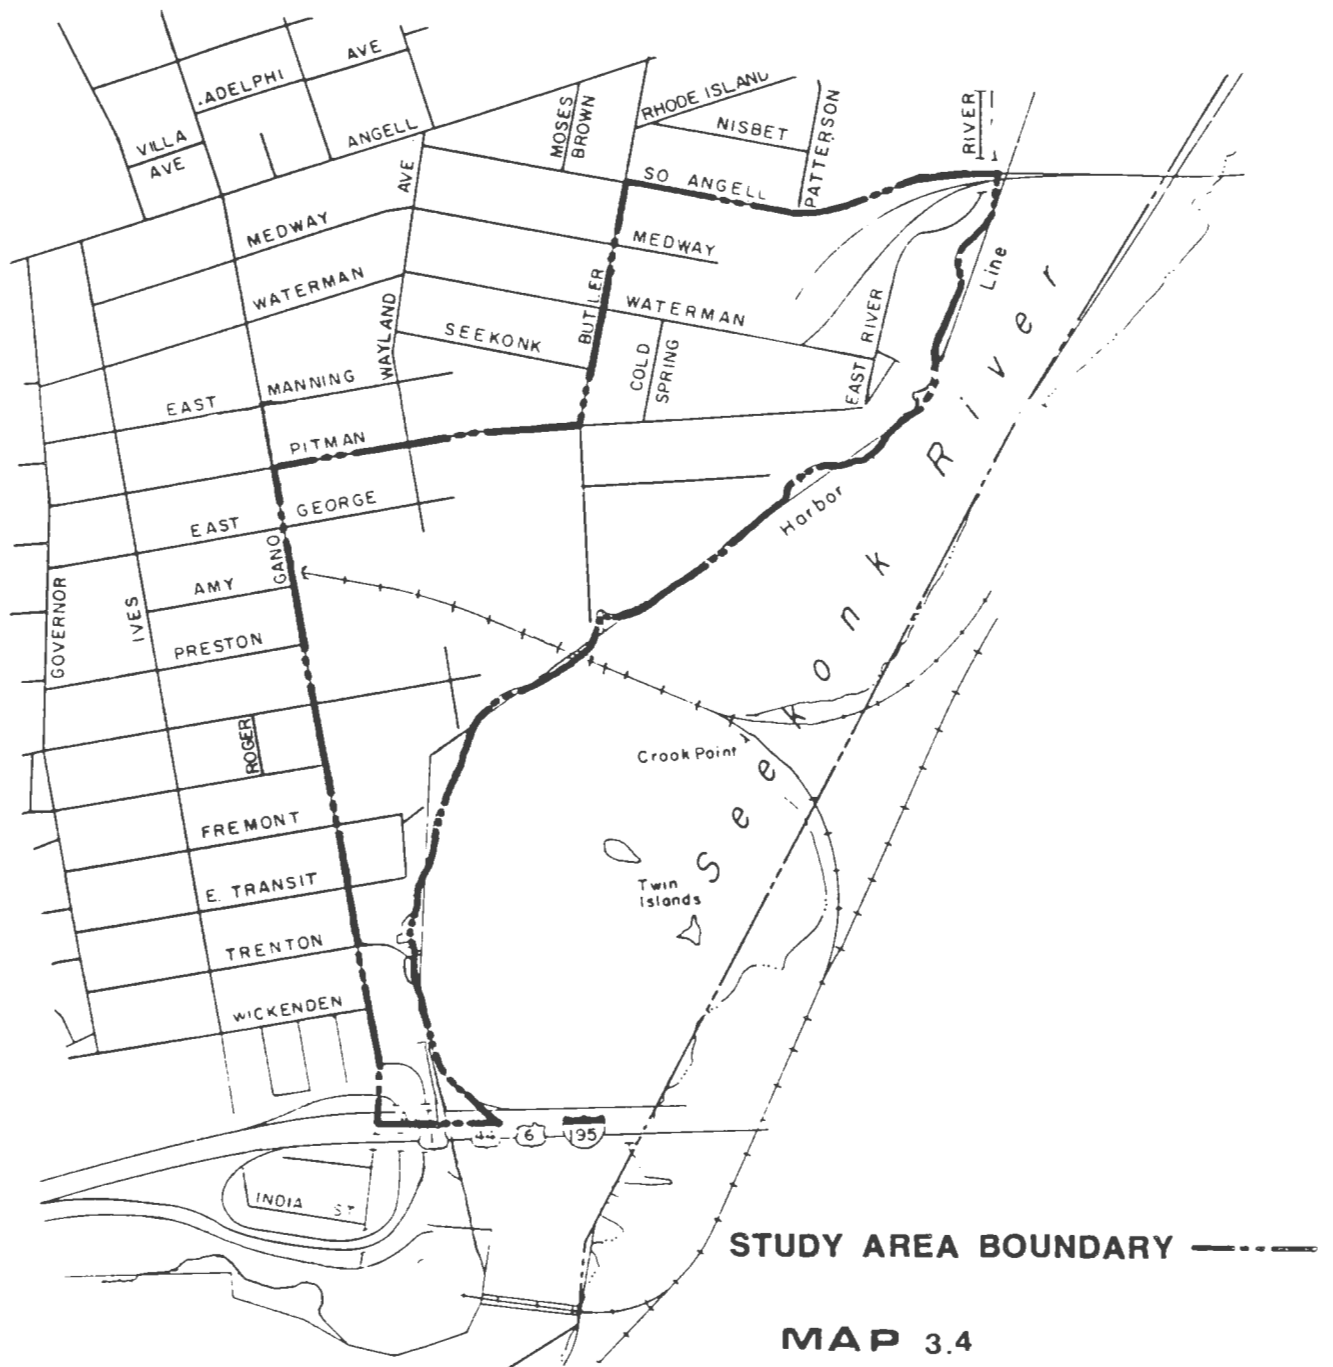 AVE
.ADELPHI
VILLA
AVE
ANGELL
MOSES
BROWN
RHODE ISLAND
NISBET
PATTERSON
RIVER
AVE
SO ANGELL
MEDWAY
MEDWAY
WATERMAN
WAYLAND
SEEKONK
BUTLER
WATERMAN
COLD
SPRING
EAST RIVER
Line
EAST MANNING
PITMAN
EAST GEORGE
GANO
AMY
GOVERNOR
IVES
PRESTON
ROGER
FREMONT
E. TRANSIT
TRENTON
WICKENDEN
Harbor
Seekonk River
Crook Point
Twin
Islands
44
6
195
INDIA ST
STUDY AREA BOUNDARY
MAP 3.4